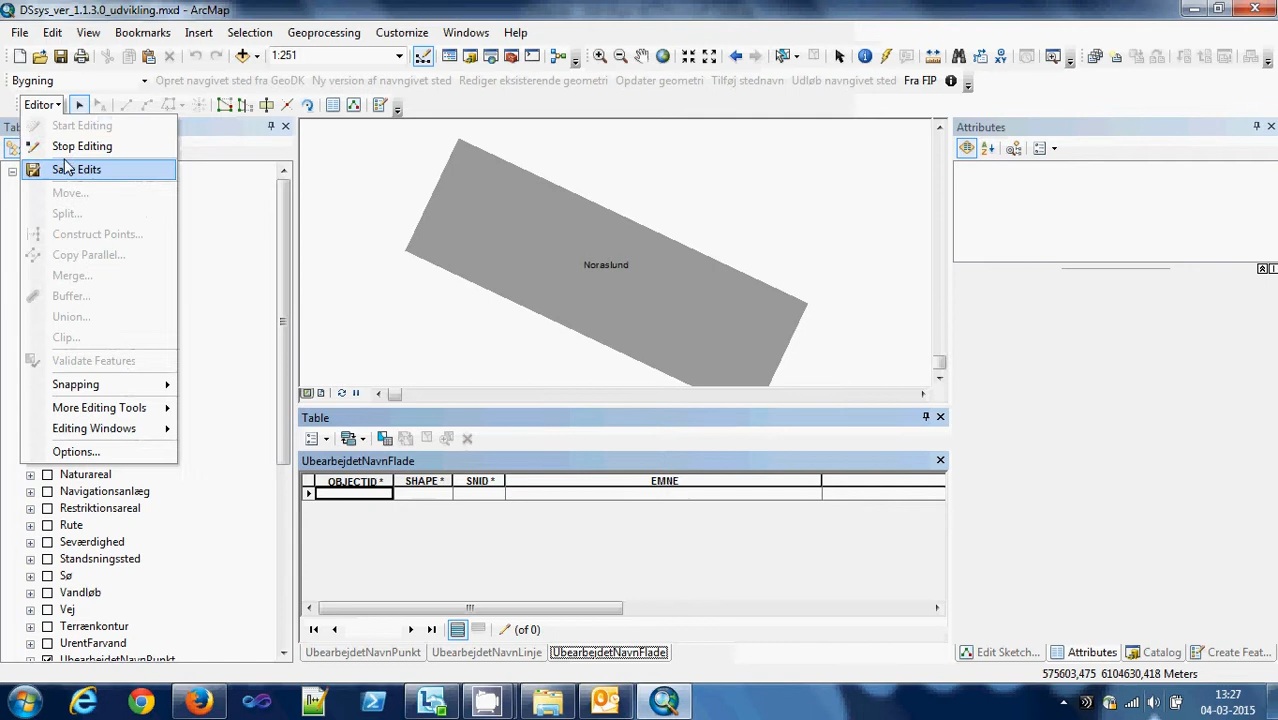 DSsys_ver_1.1.3.0_udvikling.mxd - ArcMap
File Edit View Bookmarks Insert Selection Geoprocessing Customize Windows Help
1:251
Bygning Opret navgivet sted fra GeoDK Ny version af navngivet sted Rediger eksisterende geometri Opdater geometri Tilføj stednavn Udløb navngivet sted Fra FIP
Editor
Start Editing
Stop Editing
Save Edits
Move...
Split...
Construct Points...
Copy Parallel...
Merge...
Buffer...
Union...
Clip...
Validate Features
Snapping
More Editing Tools
Editing Windows
Options...
Naturareal
Navigationsanlæg
Restriktionsareal
Rute
Seværdighed
Standsningssted
Sø
Vandløb
Vej
Terrænkontur
UrentFarvand
UbearbejdetNavnPunkt
Noraslund
Table
UbearbejdetNavnFlade
OBJECTID * SHAPE * SNID * EMNE
(of 0)
UbearbejdetNavnPunkt UbearbejdetNavnLinje UbearbejdetNavnFlade
Attributes
Edit Sketch... Attributes Catalog Create Feat...
575603,475 6104630,418 Meters
13:27
04-03-2015